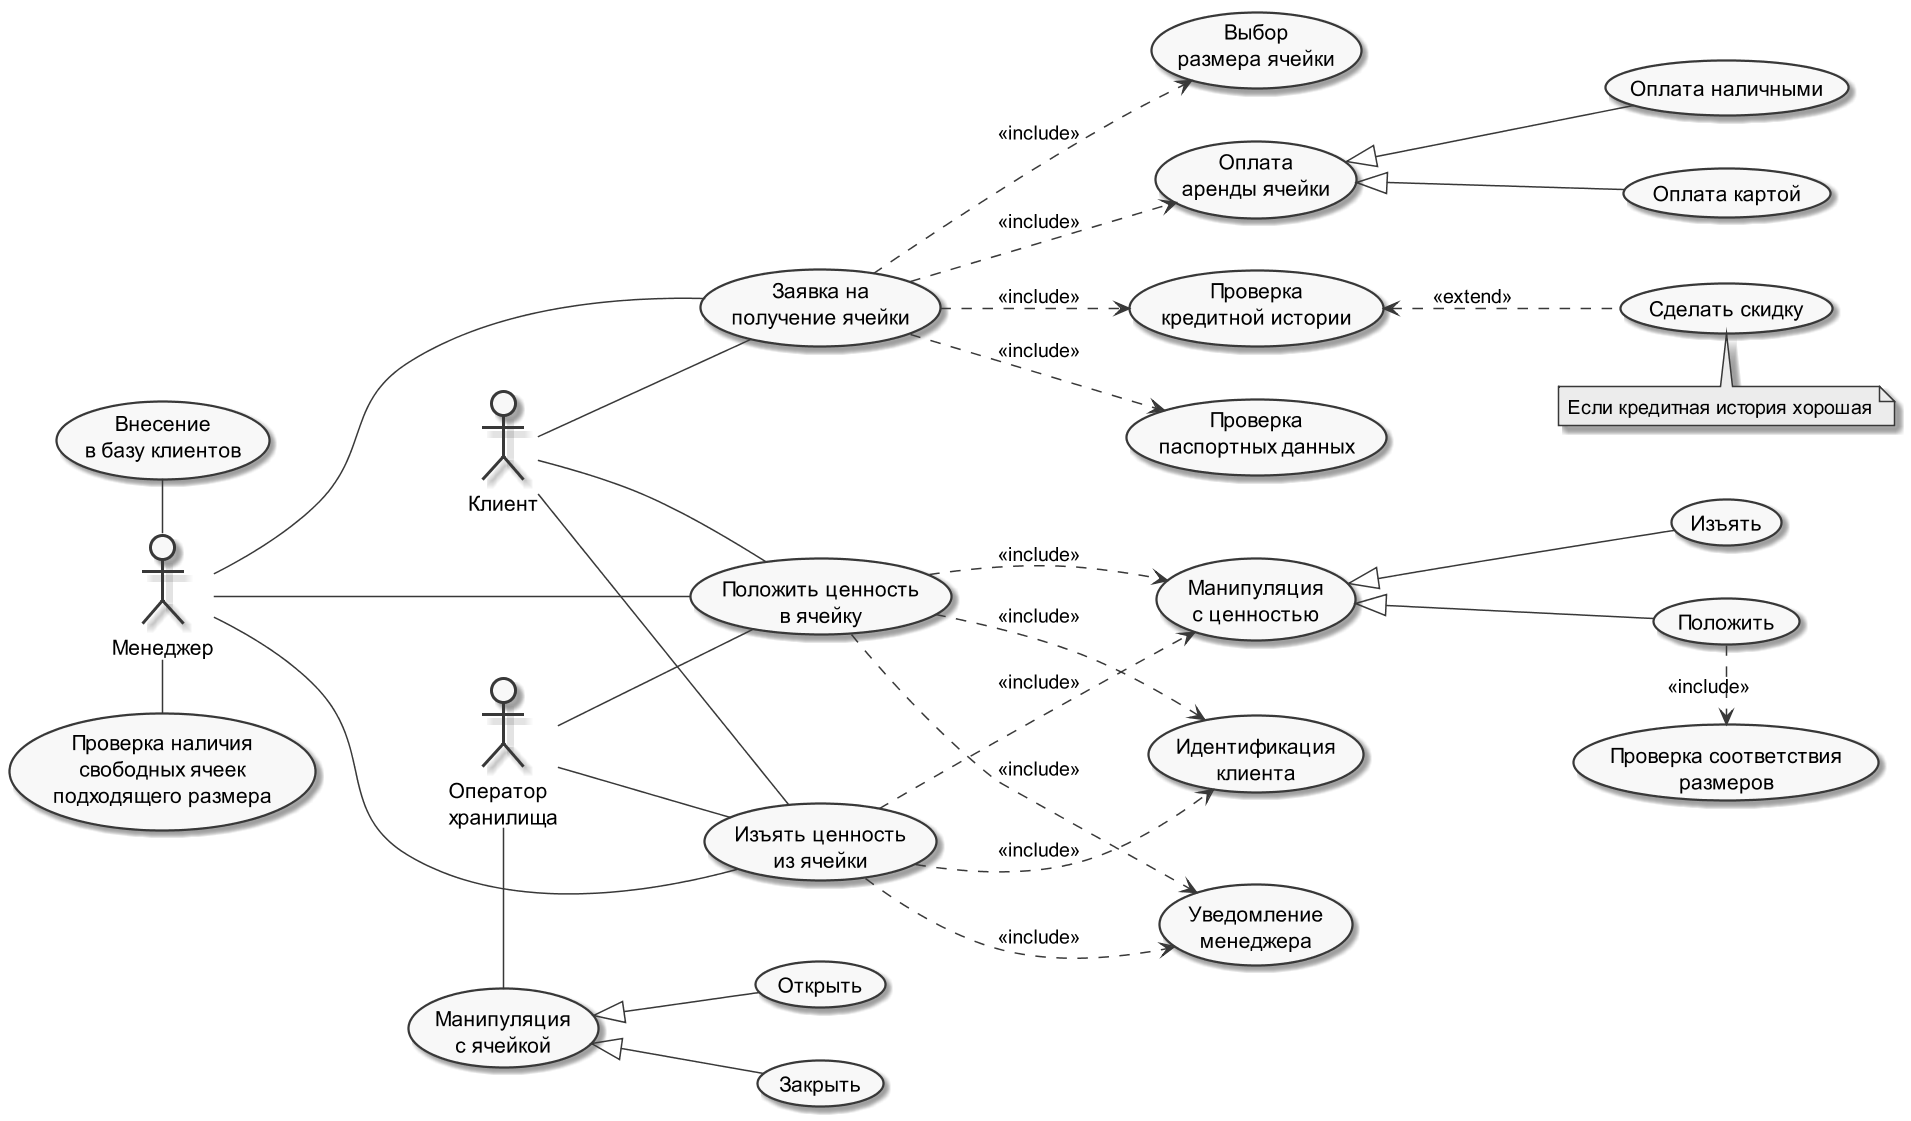 Выбор
размера ячейки
Оплата наличными
«include»
Оплата
аренды ячейки
Оплата картой
«include»
Заявка на
получение ячейки
«include»
Проверка
кредитной истории
«extend»
Сделать скидку
«include»
Если кредитная история хорошая
Проверка
паспортных данных
Внесение
в базу клиентов
Клиент
Изъять
«include»
Менеджер
Положить ценность
в ячейку
Манипуляция
с ценностью
«include»
Положить
«include»
«include»
Проверка наличия
свободных ячеек
подходящего размера
Оператор
хранилища
«include»
Идентификация
клиента
Проверка соответствия
размеров
Изъять ценность
из ячейки
«include»
Уведомление
менеджера
«include»
Открыть
Манипуляция
с ячейкой
Закрыть